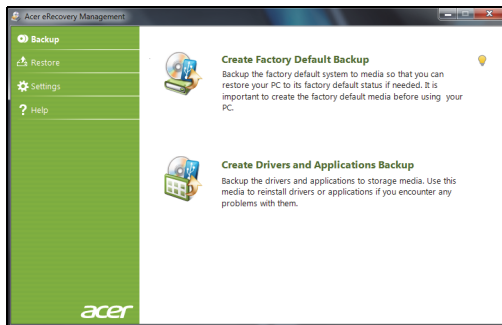 Acer eRecovery Management
Backup
Restore
Settings
Help
Create Factory Default Backup
Backup the factory default system to media so that you can
restore your PC to its factory default status if needed. It is
important to create the factory default media before using your
PC.
Create Drivers and Applications Backup
Backup the drivers and applications to storage media. Use this
media to reinstall drivers or applications if you encounter any
problems with them.
acer